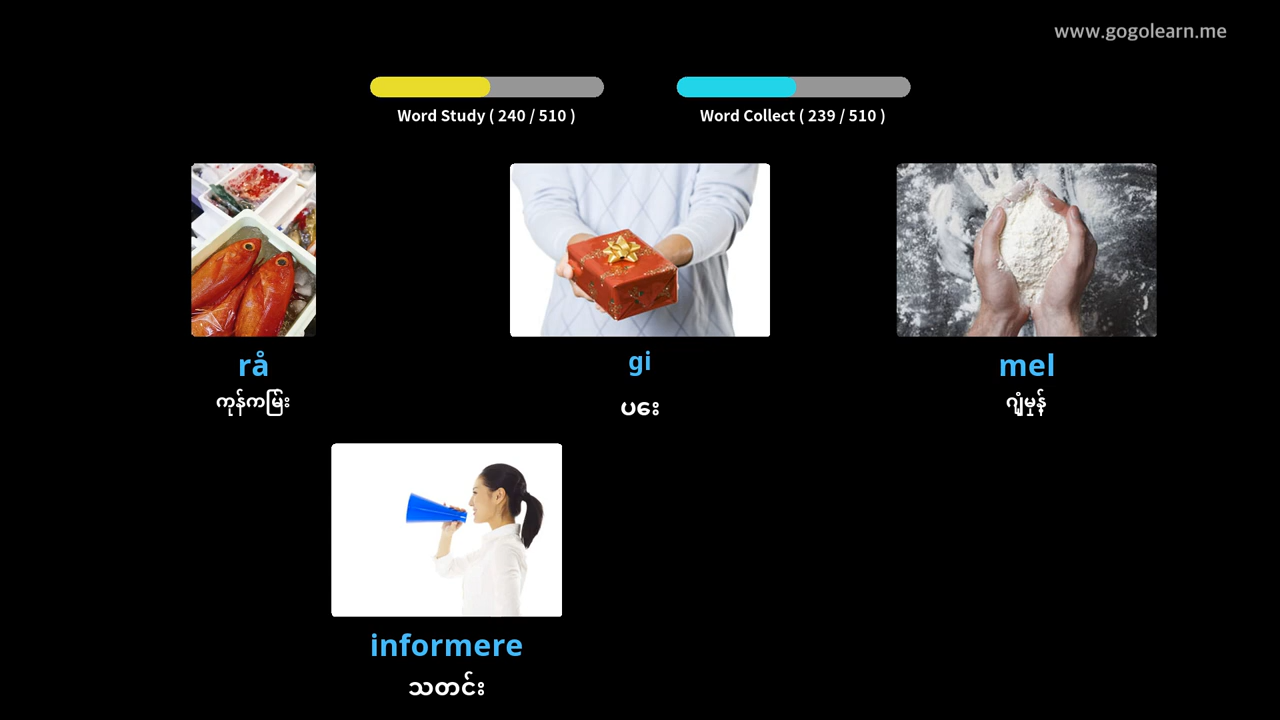 www.gogolearn.me
Word Study ( 240 / 510 )
Word Collect ( 239 / 510 )
rå
ကုန်ကမ်ြး
gi
ပေး
mel
ဂျုံမှုန့်
informere
သတင်း